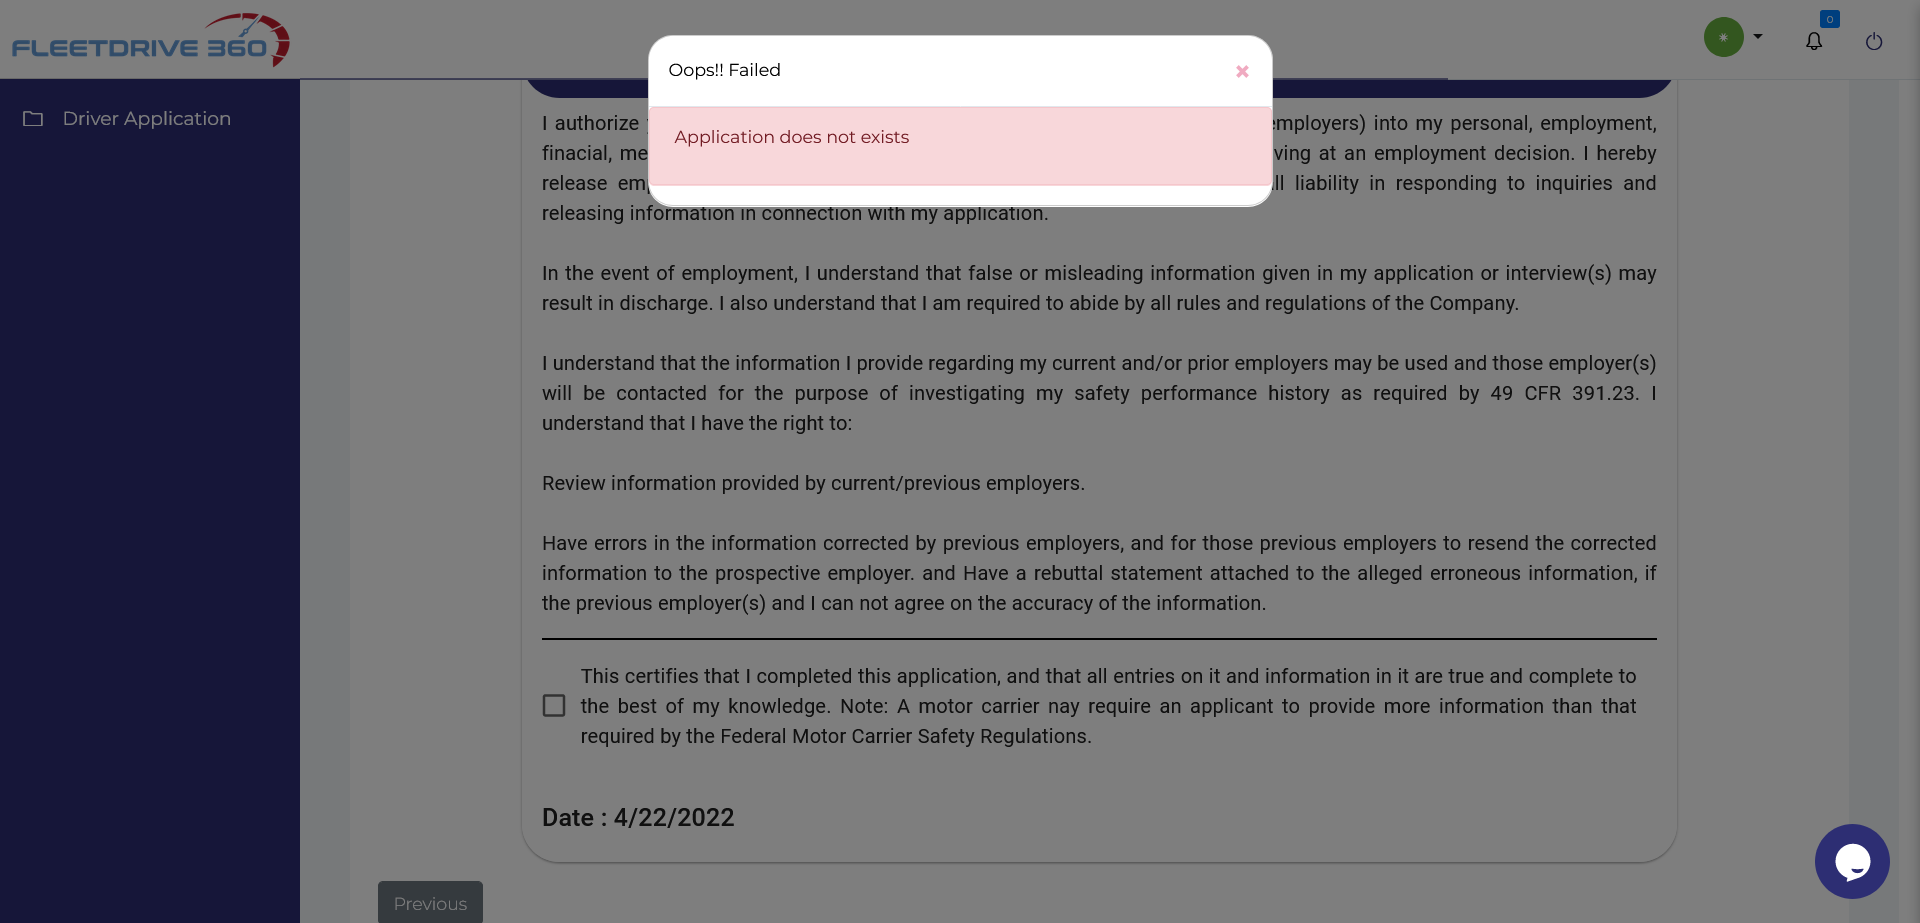 FLEETDRIVE 360
0
Oops!! Failed
Application does not exists
Driver Application
I authorize employers) into my personal, employment,
finacial, at an employment decision. I hereby
release liability in responding to inquiries and
releasing information in connection with my application.
In the event of employment, I understand that false or misleading information given in my application or interview(s) may
result in discharge. I also understand that I am required to abide by all rules and regulations of the Company.
I understand that the information I provide regarding my current and/or prior employers may be used and those employer(s)
will be contacted for the purpose of investigating my safety performance history as required by 49 CFR 391.23. I
understand that I have the right to:
Review information provided by current/previous employers.
Have errors in the information corrected by previous employers, and for those previous employers to resend the corrected
information to the prospective employer. and Have a rebuttal statement attached to the alleged erroneous information, if
the previous employer(s) and I can not agree on the accuracy of the information.
This certifies that I completed this application, and that all entries on it and information in it are true and complete to
the best of my knowledge. Note: A motor carrier nay require an applicant to provide more information than that
required by the Federal Motor Carrier Safety Regulations.
Date : 4/22/2022
Previous